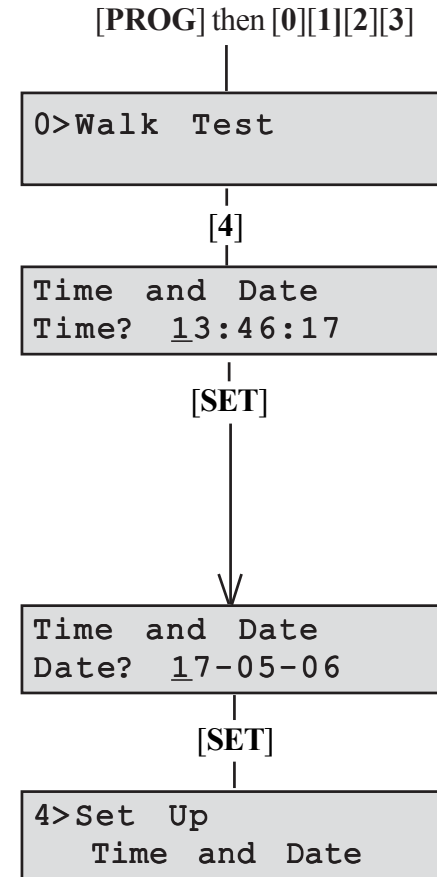 [PROG] then [0][1][2][3]
0>Walk Test
[4]
Time and Date
Time? 13:46:17
[SET]
Time and Date
Date? 17-05-06
[SET]
4>Set Up
Time and Date